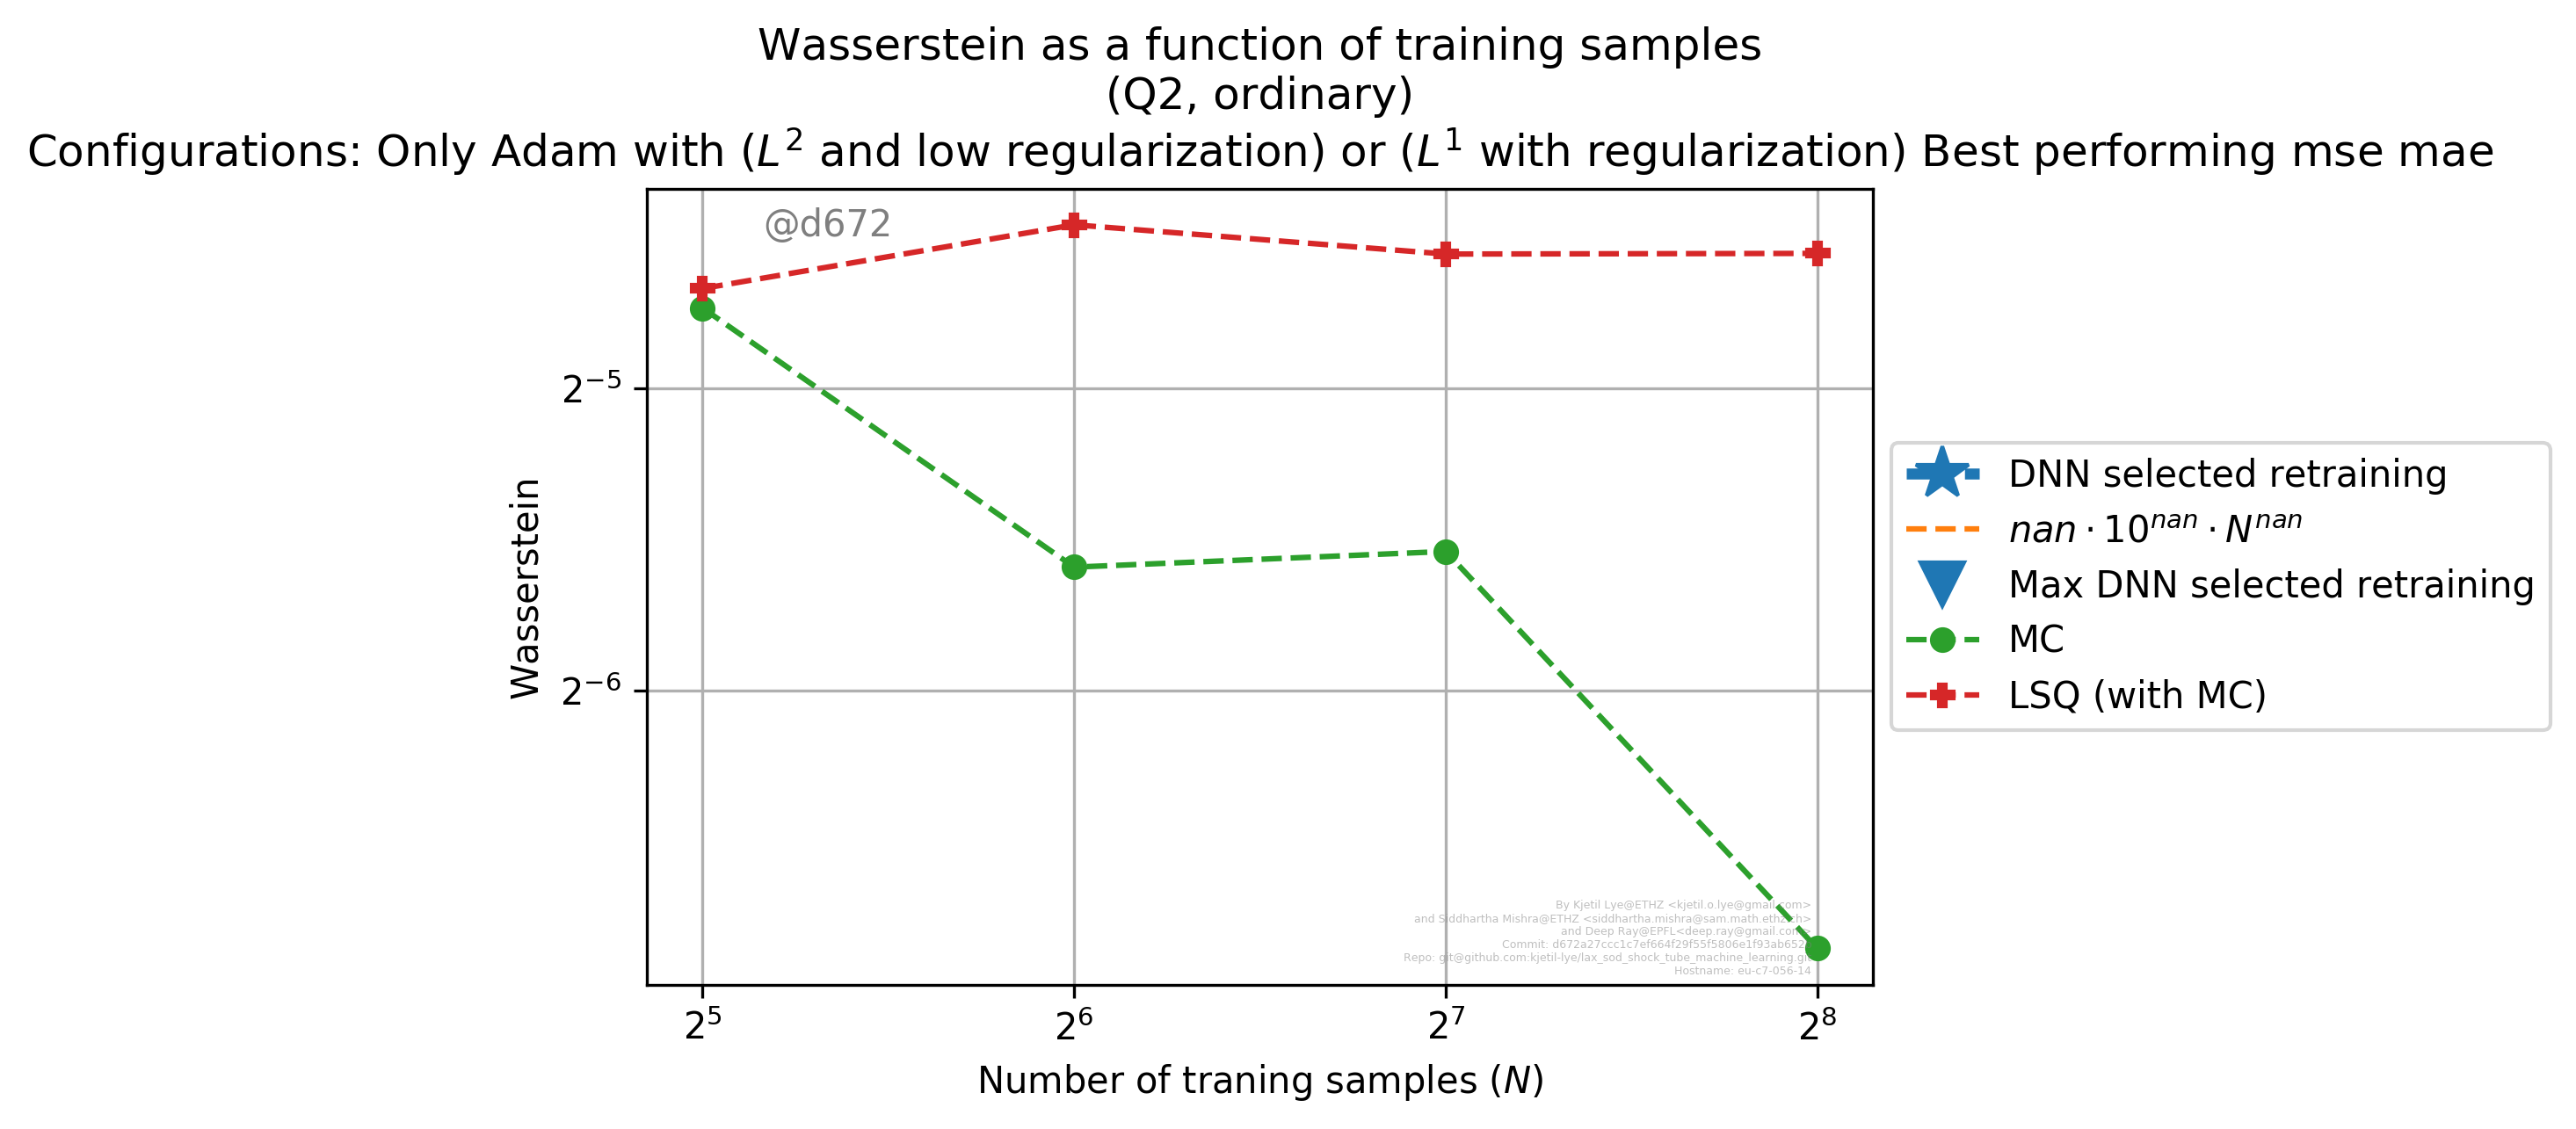 Wasserstein as a function of training samples
(Q2, ordinary)
Configurations: Only Adam with (L² and low regularization) or (L¹ with regularization) Best performing mse mae
@d672
Wasserstein
2⁻⁵
2⁻⁶
2⁵ 2⁶ 2⁷ 2⁸
Number of traning samples (N)
DNN selected retraining
nan · 10ⁿᵃⁿ · Nⁿᵃⁿ
Max DNN selected retraining
MC
LSQ (with MC)
By Kjetil Lye@ETHZ <kjetil.o.lye@gmail.com>
and Siddhartha Mishra@ETHZ <siddhartha.mishra@sam.math.ethz.ch>
and Deep Ray@EPFL<deep.ray@gmail.com>
Commit:
Repo: git@github.com:kjetil-lye/lax_sod_shock_tube_machine_learning.git
Hostname: eu-c7-056-14